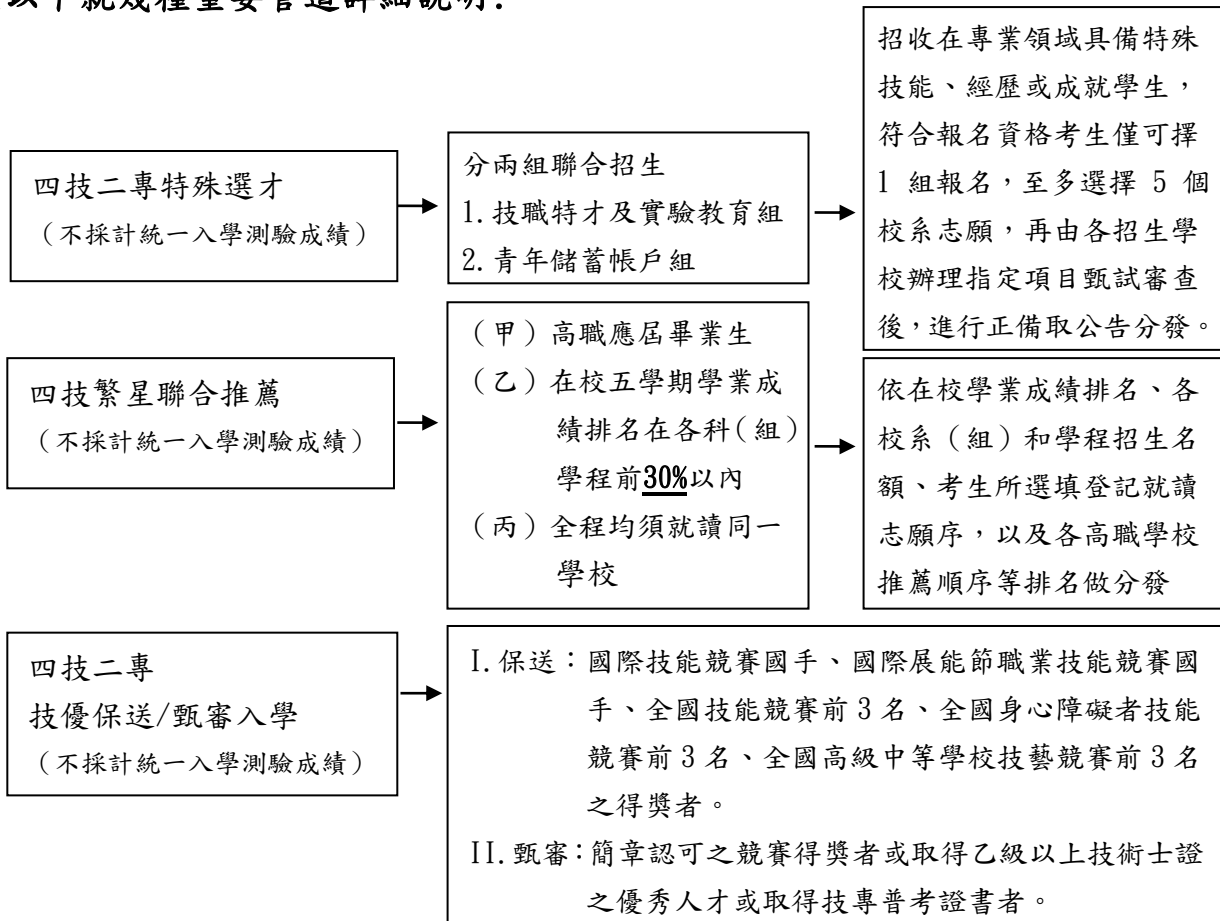 以下就幾種重要管道詳細說明:
四技二專特殊選才
(不採計統一入學測驗成績)
分兩組聯合招生
1.技職特才及實驗教育組
2.青年儲蓄帳戶組
招收在專業領域具備特殊
技能、經歷或成就學生,
符合報名資格考生僅可擇
1 組報名,至多選擇 5 個
校系志願,再由各招生學
校辦理指定項目甄試審查
後,進行正備取公告分發。
四技繁星聯合推薦
(不採計統一入學測驗成績)
(甲)高職應屆畢業生
(乙)在校五學期學業成
績排名在各科(組)
學程前30%以內
(丙)全程均須就讀同一
學校
依在校學業成績排名、各
校系(組)和學程招生名
額、考生所選填登記就讀
志願序,以及各高職學校
推薦順序等排名做分發
四技二專
技優保送/甄審入學
(不採計統一入學測驗成績)
I.保送:國際技能競賽國手、國際展能節職業技能競賽國
手、全國技能競賽前3名、全國身心障礙者技能
競賽前3名、全國高級中等學校技藝競賽前3名
之得獎者。
II.甄審:簡章認可之競賽得獎者或取得乙級以上技術士證
之優秀人才或取得技專普考證書者。